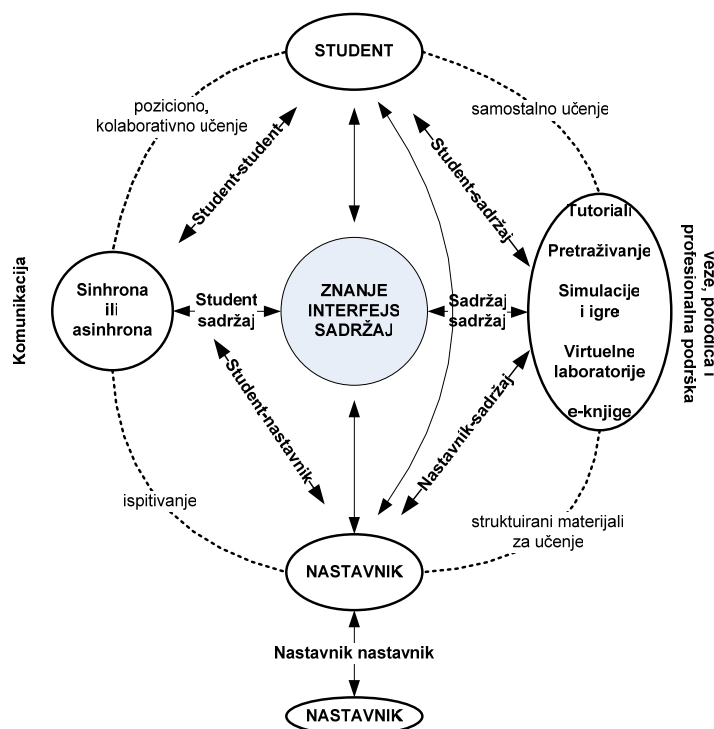 STUDENT
poziciono,
kolaborativno učenje
samostalno učenje
Student-student
Student-sadržaj
Komunikacija
Sinhrona
ili
asinhrona
Student
sadržaj
ZNANJE
INTERFEJS
SADRŽAJ
Sadržaj
sadržaj
Tutoriali
Pretraživanje
Simulacije
i igre
Virtuelne
laboratorije
e-knjige
veze, porodica i
profesionalna podrška
Student-nastavnik
Nastavnik-sadržaj
ispitivanje
struktuirani materijali
za učenje
NASTAVNIK
Nastavnik nastavnik
NASTAVNIK